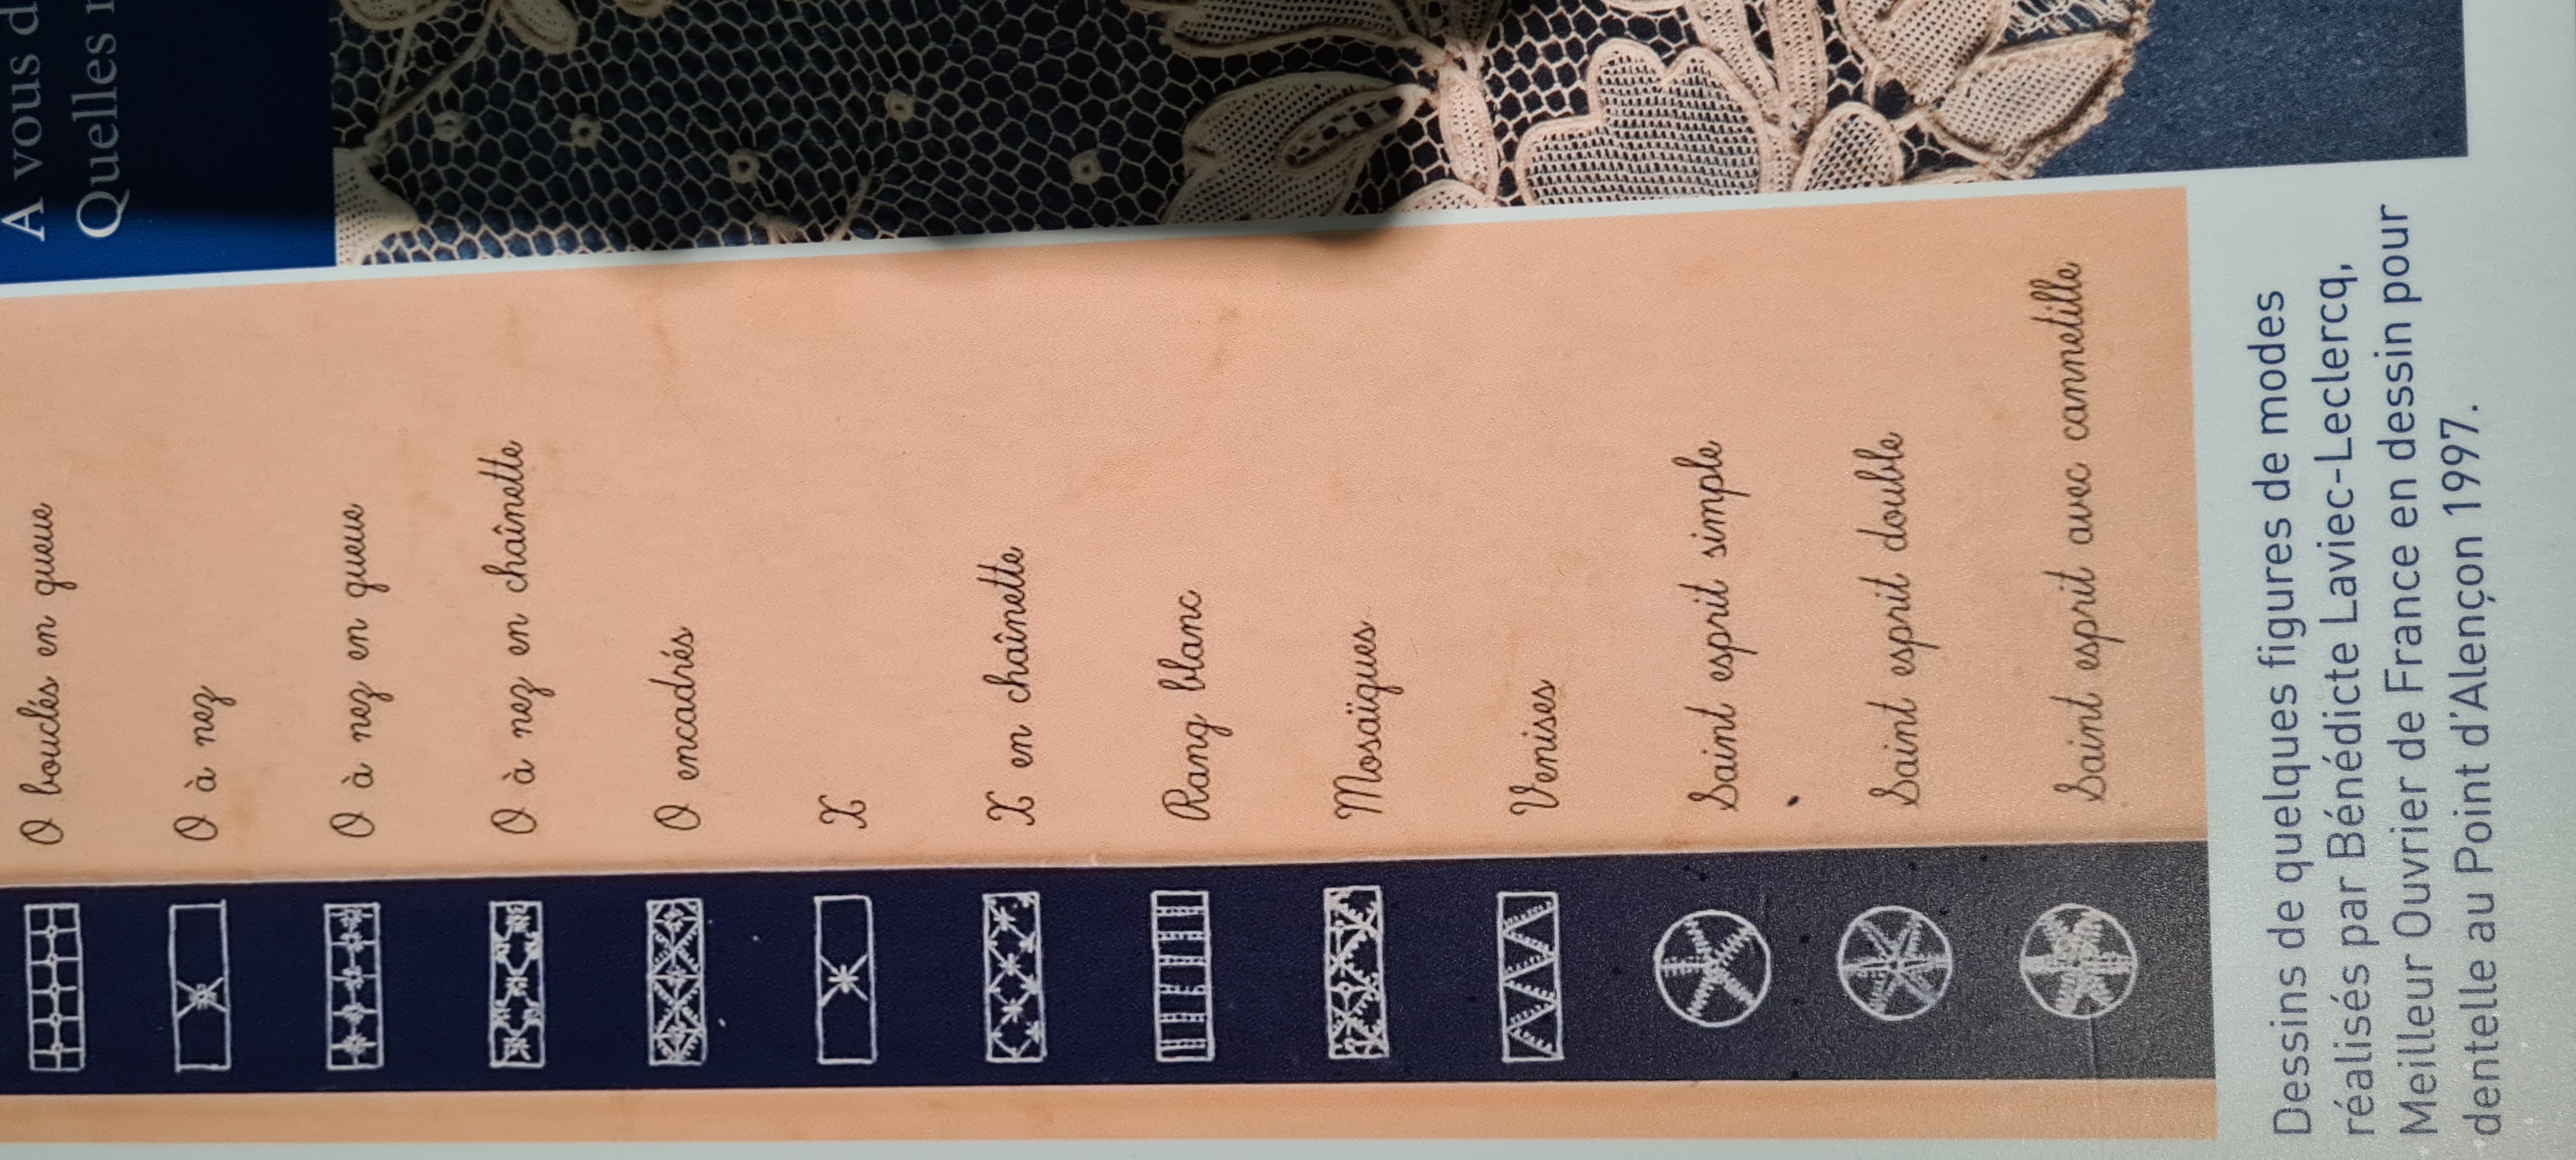 A vous d
Quelles
O bouclés en queue
O à nez
O à nez en queue
O à nez en chaînette
O encadrés
X
X en chaînette
Rang blanc
Mosaïques
Venises
Saint esprit simple
Saint esprit double
Saint esprit avec cannetille
Dessins de quelques figures de modes
réalisés par Bénédicte Laviec-Leclercq,
Meilleur Ouvrier de France en dessin pour
dentelle au Point d'Alençon 1997.